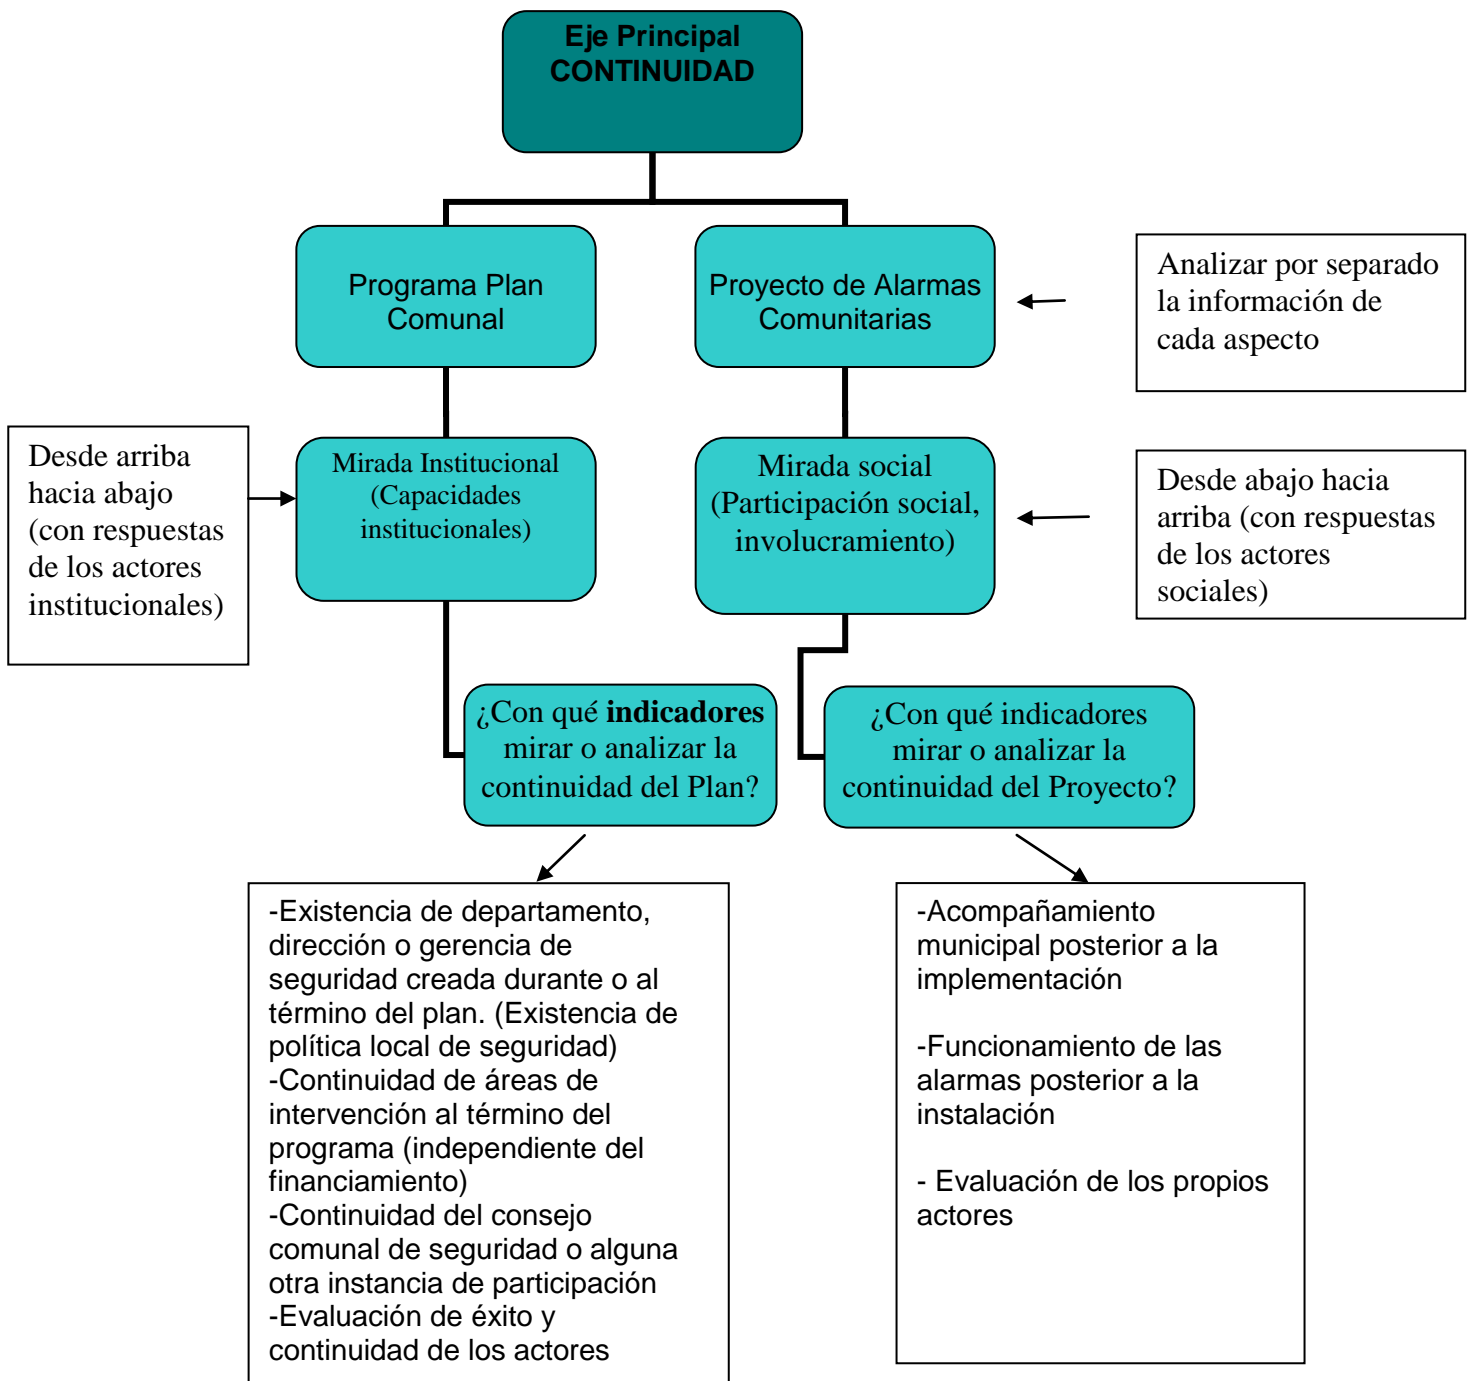 Eje Principal
CONTINUIDAD
Programa Plan
Comunal
Proyecto de Alarmas
Comunitarias
Analizar por separado
la información de
cada aspecto
Desde arriba
hacia abajo
(con respuestas
de los actores
institucionales)
Mirada Institucional
(Capacidades
institucionales)
Mirada social
(Participación social,
involucramiento)
Desde abajo hacia
arriba (con respuestas
de los actores
sociales)
¿Con qué indicadores
mirar o analizar la
continuidad del Plan?
¿Con qué indicadores
mirar o analizar la
continuidad del Proyecto?
-Existencia de departamento,
dirección o gerencia de
seguridad creada durante o al
término del plan. (Existencia de
política local de seguridad)
-Continuidad de áreas de
intervención al término del
programa (independiente del
financiamiento)
-Continuidad del consejo
comunal de seguridad o alguna
otra instancia de participación
-Evaluación de éxito y
continuidad de los actores
-Acompañamiento
municipal posterior a la
implementación
-Funcionamiento de las
alarmas posterior a la
instalación
- Evaluación de los propios
actores